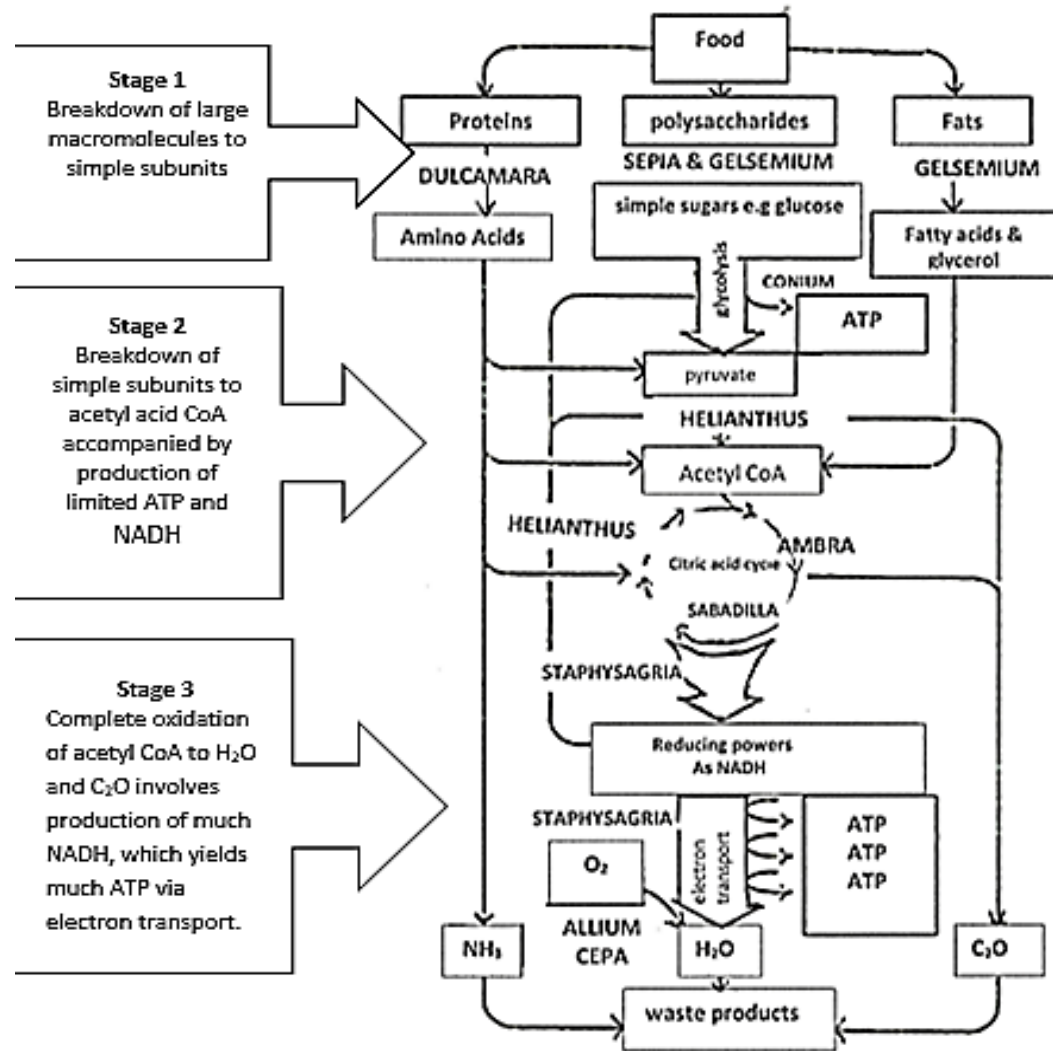 Stage 1
Breakdown of large
macromolecules to
simple subunits
Stage 2
Breakdown of
simple subunits to
acetyl acid CoA
accompanied by
production of
limited ATP and
NADH
Stage 3
Complete oxidation
of acetyl CoA to H₂O
and C₂O involves
production of much
NADH, which yields
much ATP via
electron transport.
Food
Proteins
polysaccharides
Fats
DULCAMARA
SEPIA & GELSEMIUM
GELSEMIUM
Amino Acids
simple sugars e.g glucose
Fatty acids &
glycerol
glycolysis
CONIUM
ATP
pyruvate
HELIANTHUS
Acetyl CoA
HELIANTHUS
AMBRA
Citric acid cycle
SABADILLA
STAPHYSAGRIA
Reducing powers
As NADH
STAPHYSAGRIA
electron
transport
ATP
ATP
ATP
O₂
ALLIUM
CEPA
NH₃
H₂O
C₂O
waste products